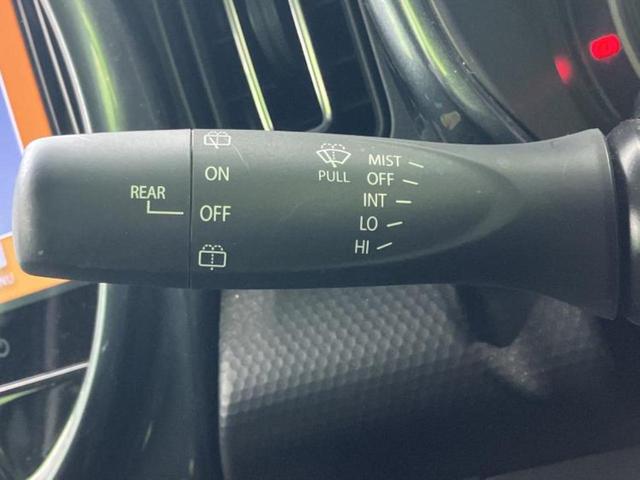 REAR
ON
OFF
PULL
MIST
OFF
INT
LO
HI